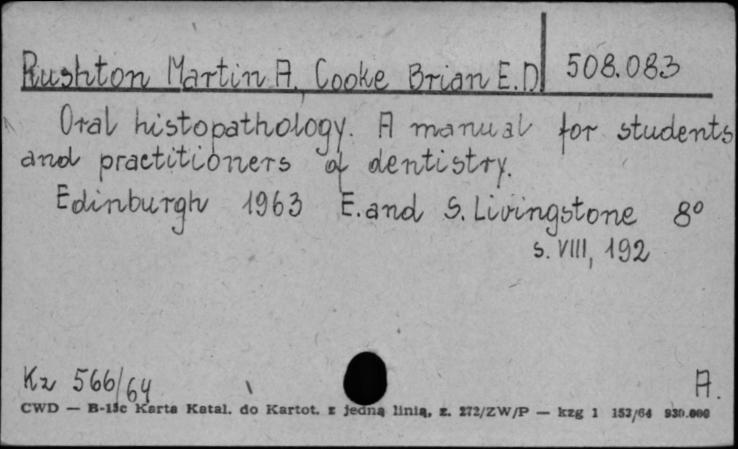 Rushton Martin A., Cooke Brian E.D. 508.083
Oral histopathology. A manual for students
and practitioners of dentistry.
Edinburgh 1963 E. and S. Livingstone 8°
s. VIII, 192
Kz 566/64 A.
CWD — B-13c Karta Katal. do Kartot. z jedną linią, z. 272/ZW/P — kzg 1 153/64 930.000